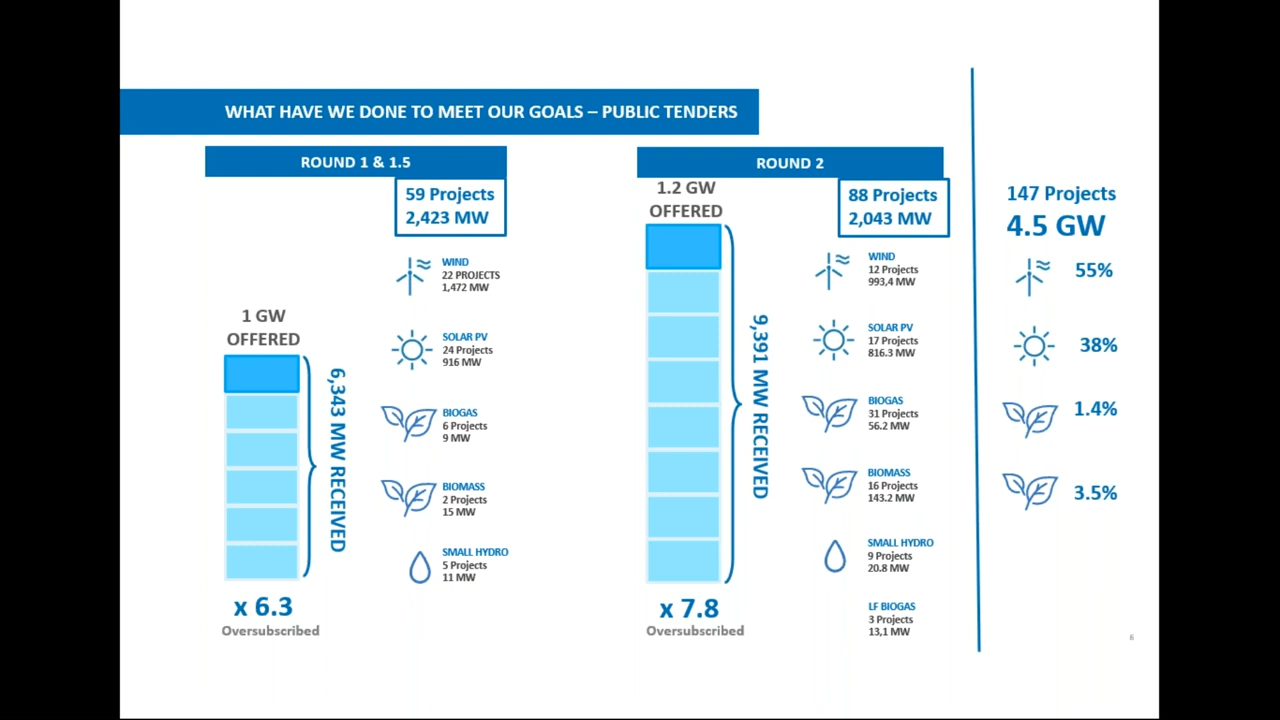 WHAT HAVE WE DONE TO MEET OUR GOALS – PUBLIC TENDERS
ROUND 1 & 1.5
59 Projects
2,423 MW
1 GW
OFFERED
6,343 MW RECEIVED
x 6.3
Oversubscribed
WIND
22 PROJECTS
1,472 MW
SOLAR PV
24 Projects
916 MW
BIOGAS
6 Projects
9 MW
BIOMASS
2 Projects
15 MW
SMALL HYDRO
5 Projects
11 MW
ROUND 2
1.2 GW
OFFERED
88 Projects
2,043 MW
9,391 MW RECEIVED
x 7.8
Oversubscribed
WIND
12 Projects
993,4 MW
SOLAR PV
17 Projects
816.3 MW
BIOGAS
31 Projects
56.2 MW
BIOMASS
16 Projects
143.2 MW
SMALL HYDRO
9 Projects
20.8 MW
LF BIOGAS
3 Projects
13,1 MW
147 Projects
4.5 GW
55%
38%
1.4%
3.5%
6